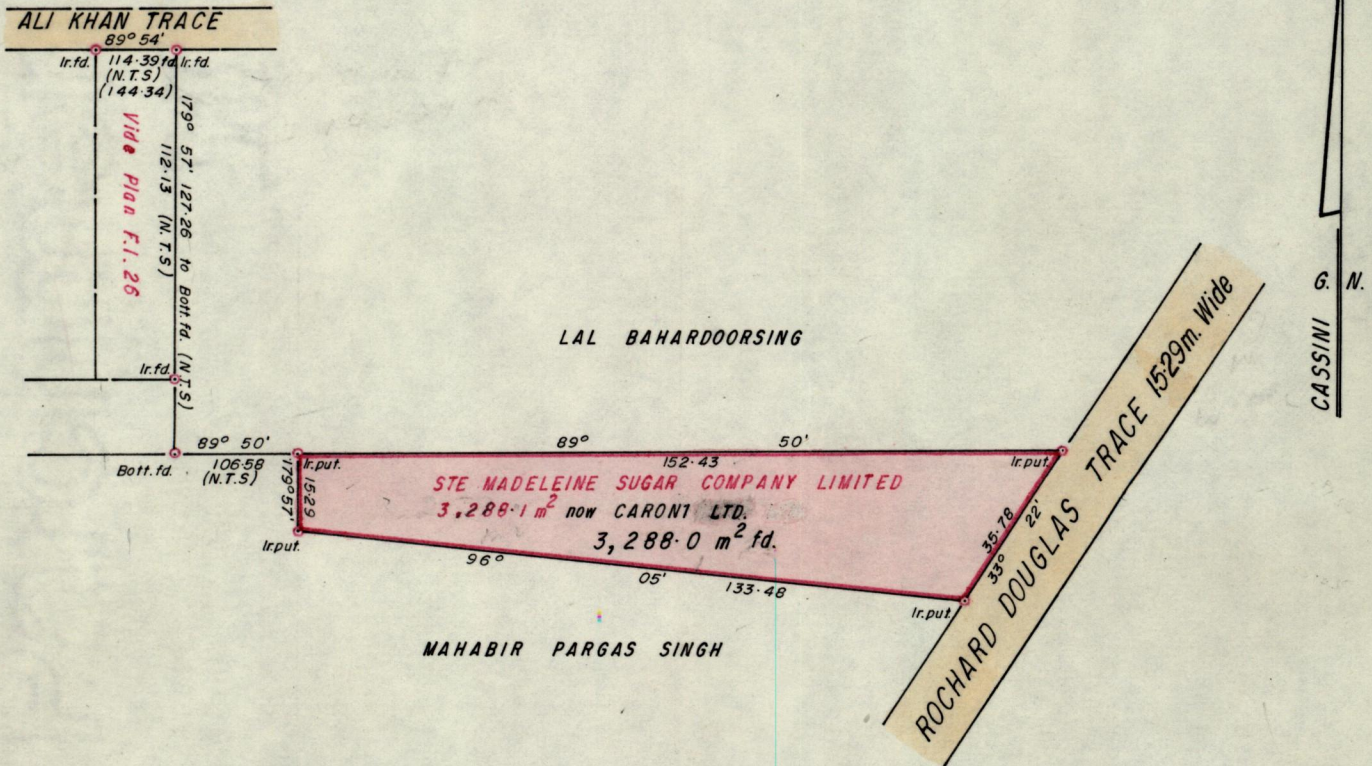 ALI KHAN TRACE
89° 54'
Ir.fd. 114·39 fd Ir.fd.
(N.T.S)
(144·34)
Vide Plan F.1. 26
112·13 (N.T.S)
179° 57' 127·26 to Bott.fd. (N.T.S)
Ir.fd.
G. N.
CASSINI
LAL BAHARDOORSING
89° 50'
Bott.fd. 106·58
(N.T.S)
89° 50'
152·43
Ir.put.
Ir.put.
179° 57'
15·29
STE MADELEINE SUGAR COMPANY LIMITED
3,288·1 m² now CARONI LTD.
3,288·0 m² fd.
Ir.put.
96° 05' 133·48
Ir.put.
35·78
33° 22'
ROCHARD DOUGLAS TRACE 15·29m. Wide
MAHABIR PARGAS SINGH